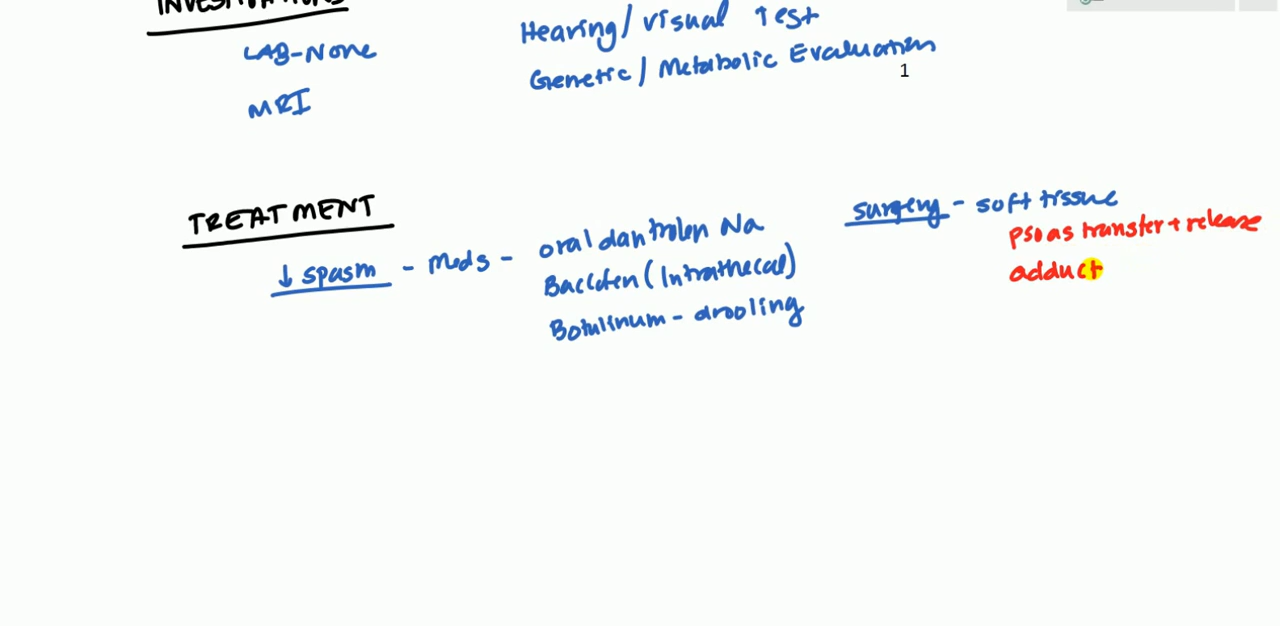 INVESTIGATIONS
LAB-None
MRI
Hearing/ visual Test
Genetic/ Metabolic Evaluation
1
TREATMENT
↓ spasm - Meds - oral dantrolen Na
Baclofen (Intrathecal)
Botulinum - drooling
surgery - soft tissue
psoas transfer + release
adduct